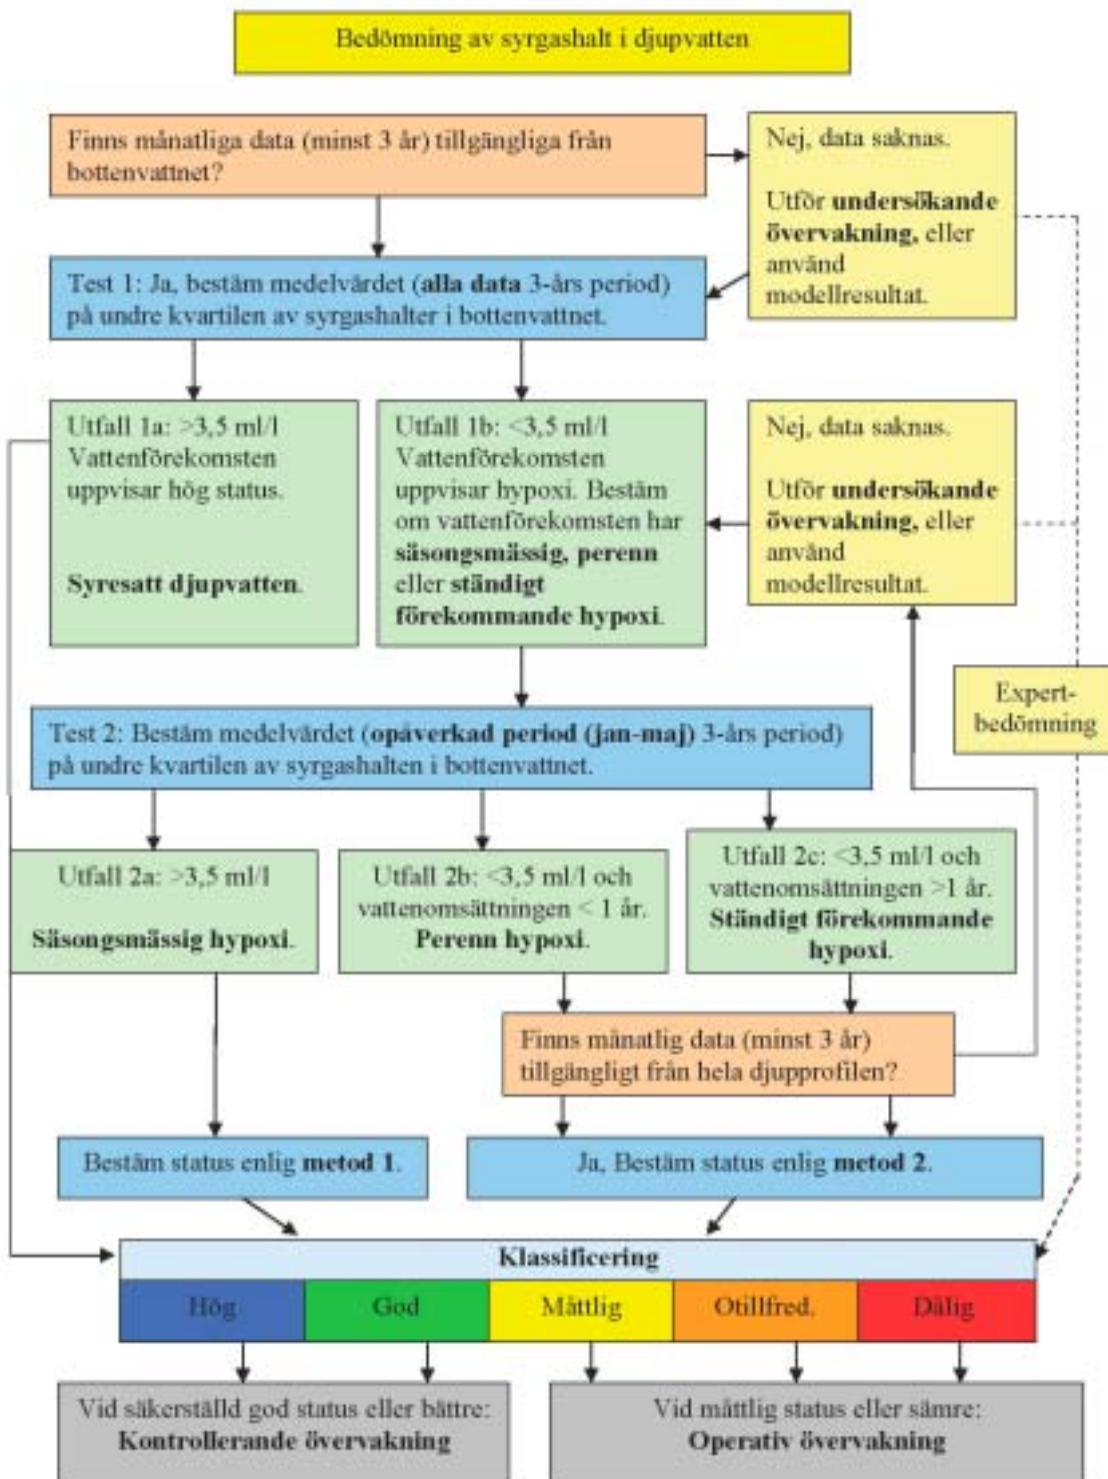 Bedömning av syrgashalt i djupvatten
Finns månatliga data (minst 3 år) tillgängliga från
bottenvattnet?
Nej, data saknas.
Utför undersökande
övervakning, eller
använd
modellresultat.
Test 1: Ja, bestäm medelvärdet (alla data 3-års period)
på undre kvartilen av syrgashalter i bottenvattnet.
Utfall 1a: >3,5 ml/l
Vattenförekomsten
uppvisar hög status.
Syresatt djupvatten.
Utfall 1b: <3,5 ml/l
Vattenförekomsten
uppvisar hypoxi. Bestäm
om vattenförekomsten har
säsongsmässig, perenn
eller ständigt
förekommande hypoxi.
Nej, data saknas.
Utför undersökande
övervakning, eller
använd
modellresultat.
Expert-
bedömning
Test 2: Bestäm medelvärdet (opåverkad period (jan-maj) 3-års period)
på undre kvartilen av syrgashalten i bottenvattnet.
Utfall 2a: >3,5 ml/l
Säsongsmässig hypoxi.
Utfall 2b: <3,5 ml/l och
vattenomsättningen < 1 år.
Perenn hypoxi.
Utfall 2c: <3,5 ml/l och
vattenomsättningen >1 år.
Ständigt förekommande
hypoxi.
Finns månatlig data (minst 3 år)
tillgängligt från hela djupprofilen?
Bestäm status enlig metod 1.
Ja, Bestäm status enlig metod 2.
Klassificering
Hög
God
Måttlig
Otillfred.
Dålig
Vid säkerställd god status eller bättre:
Kontrollerande övervakning
Vid måttlig status eller sämre:
Operativ övervakning